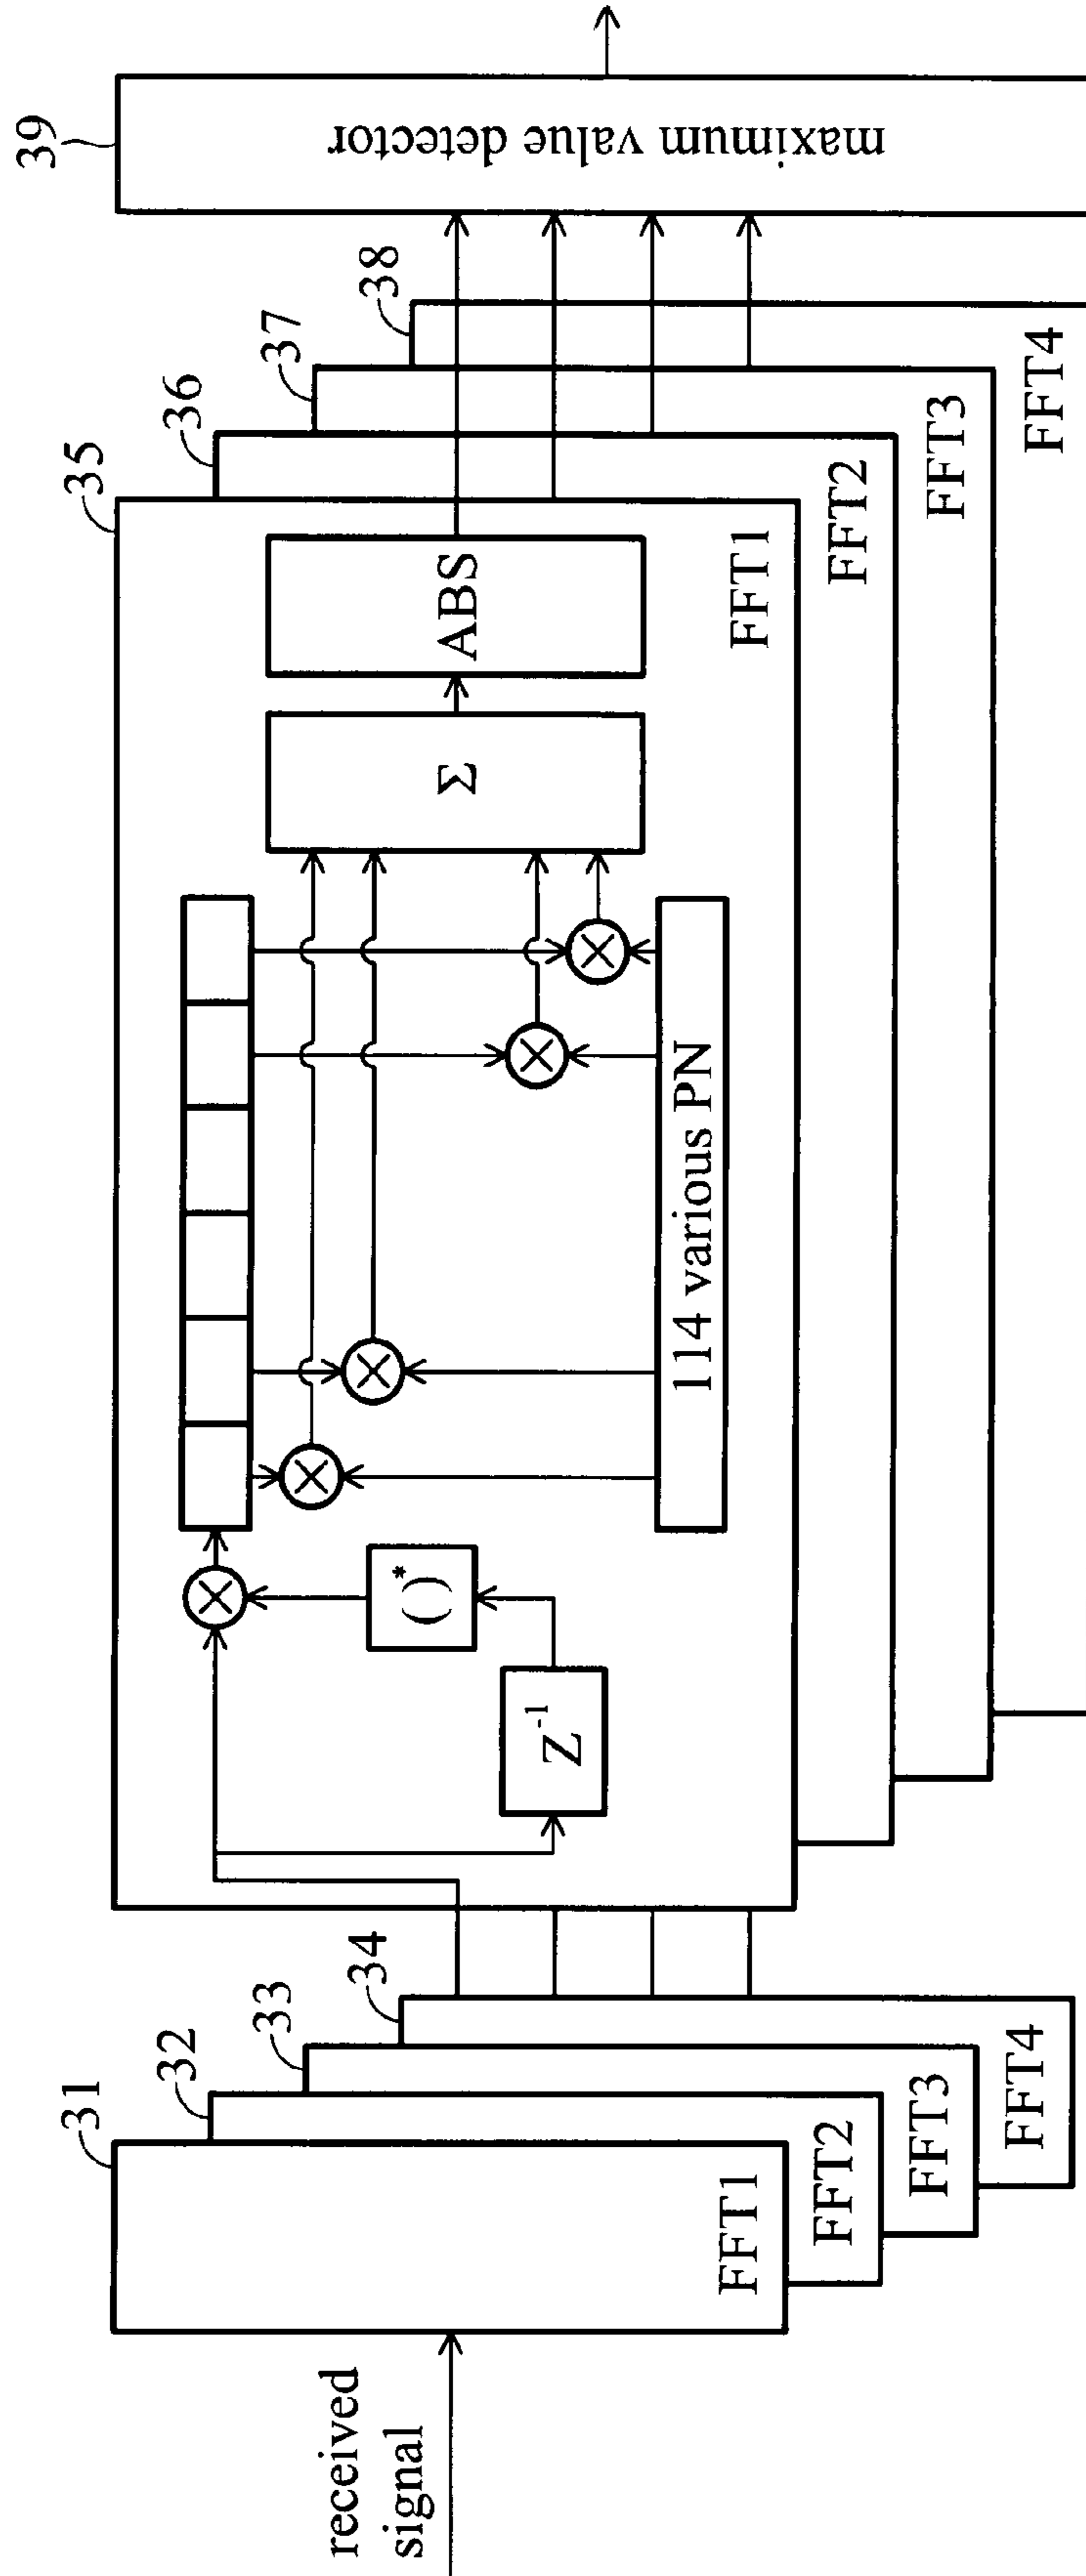 received
signal
31
32
33
34
FFT1
FFT2
FFT3
FFT4
35
36
37
38
Z-1
( )*
114 various PN
Σ
ABS
FFT1
FFT2
FFT3
FFT4
39
maximum value detector